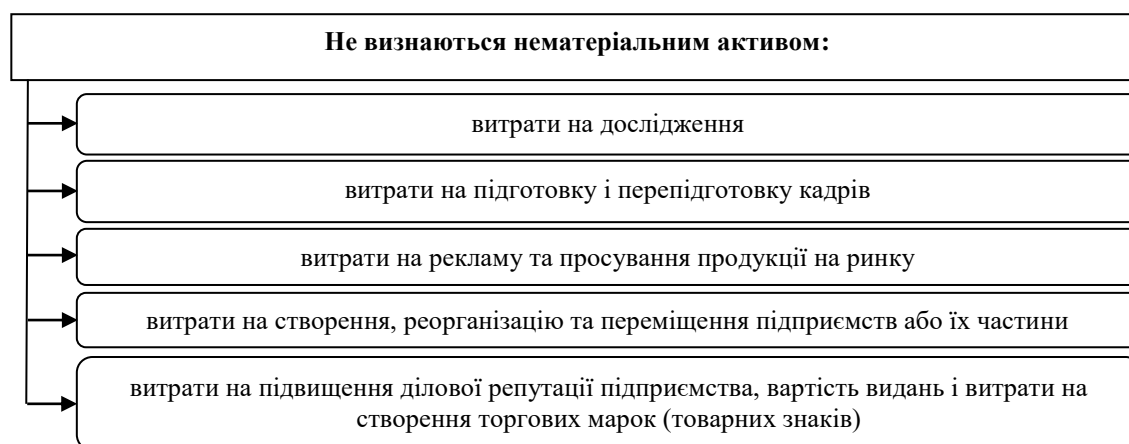 Не визнаються нематеріальним активом:
витрати на дослідження
витрати на підготовку і перепідготовку кадрів
витрати на рекламу та просування продукції на ринку
витрати на створення, реорганізацію та переміщення підприємств або їх частини
витрати на підвищення ділової репутації підприємства, вартість видань і витрати на
створення торгових марок (товарних знаків)